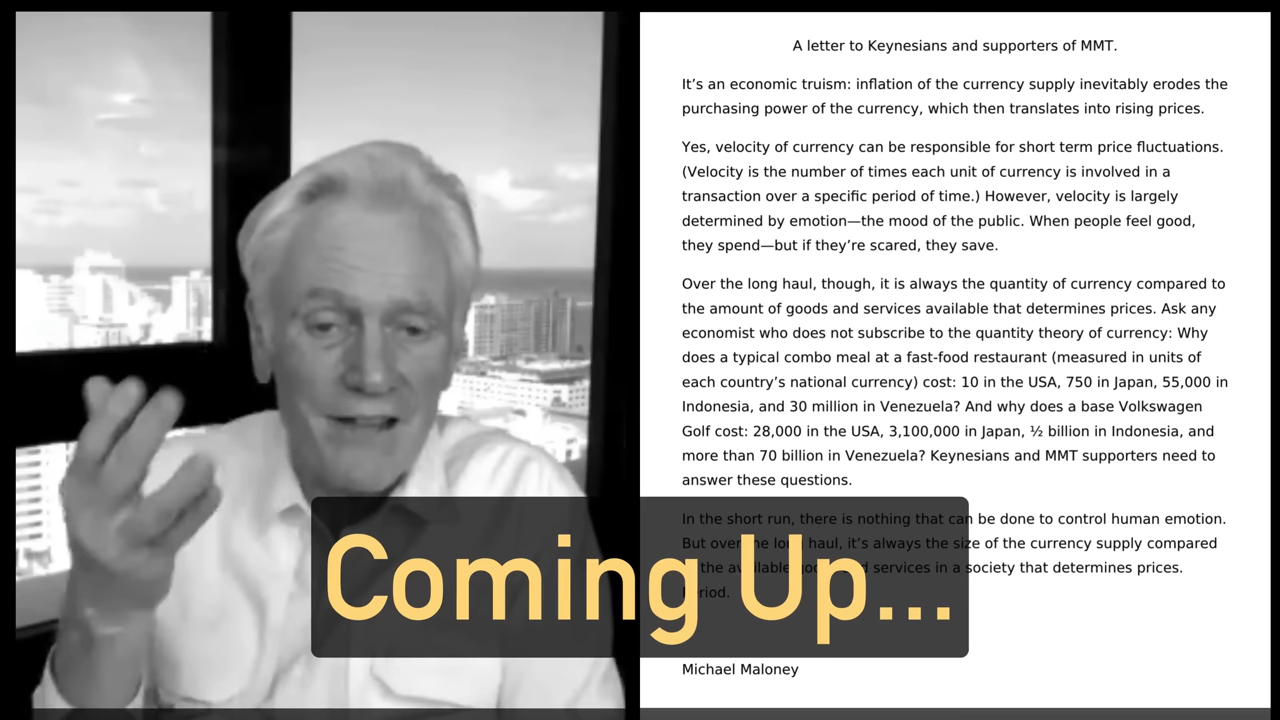 A letter to Keynesians and supporters of MMT.
It’s an economic truism: inflation of the currency supply inevitably erodes the
purchasing power of the currency, which then translates into rising prices.
Yes, velocity of currency can be responsible for short term price fluctuations.
(Velocity is the number of times each unit of currency is involved in a
transaction over a specific period of time.) However, velocity is largely
determined by emotion—the mood of the public. When people feel good,
they spend—but if they’re scared, they save.
Over the long haul, though, it is always the quantity of currency compared to
the amount of goods and services available that determines prices. Ask any
economist who does not subscribe to the quantity theory of currency: Why
does a typical combo meal at a fast-food restaurant (measured in units of
each country’s national currency) cost: 10 in the USA, 750 in Japan, 55,000 in
Indonesia, and 30 million in Venezuela? And why does a base Volkswagen
Golf cost: 28,000 in the USA, 3,100,000 in Japan, ½ billion in Indonesia, and
more than 70 billion in Venezuela? Keynesians and MMT supporters need to
answer these questions.
In the short run, there is nothing that can be done to control human emotion.
But over the long haul, it’s always the size of the currency supply compared
the available services in a society that determines prices.
Period.
Coming Up...
Michael Maloney